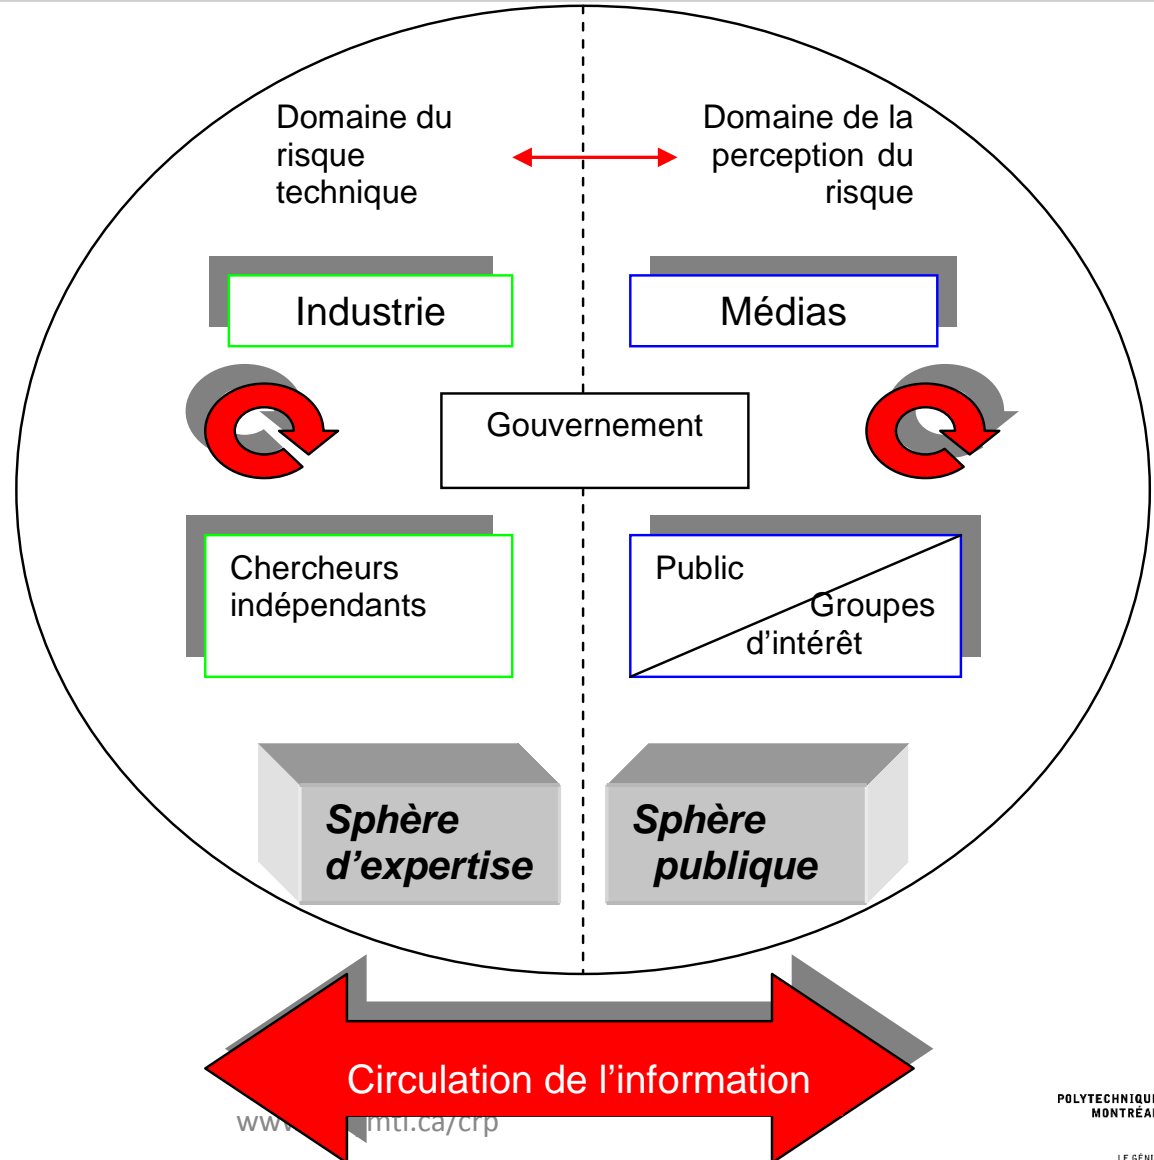 Domaine du
risque
technique
Domaine de la
perception du
risque
Industrie
Médias
Gouvernement
Chercheurs
indépendants
Public
Groupes
d’intérêt
Sphère
d’expertise
Sphère
publique
Circulation de l’information
mtl.ca/crp
POLYTECHNIQUE
MONTRÉAL